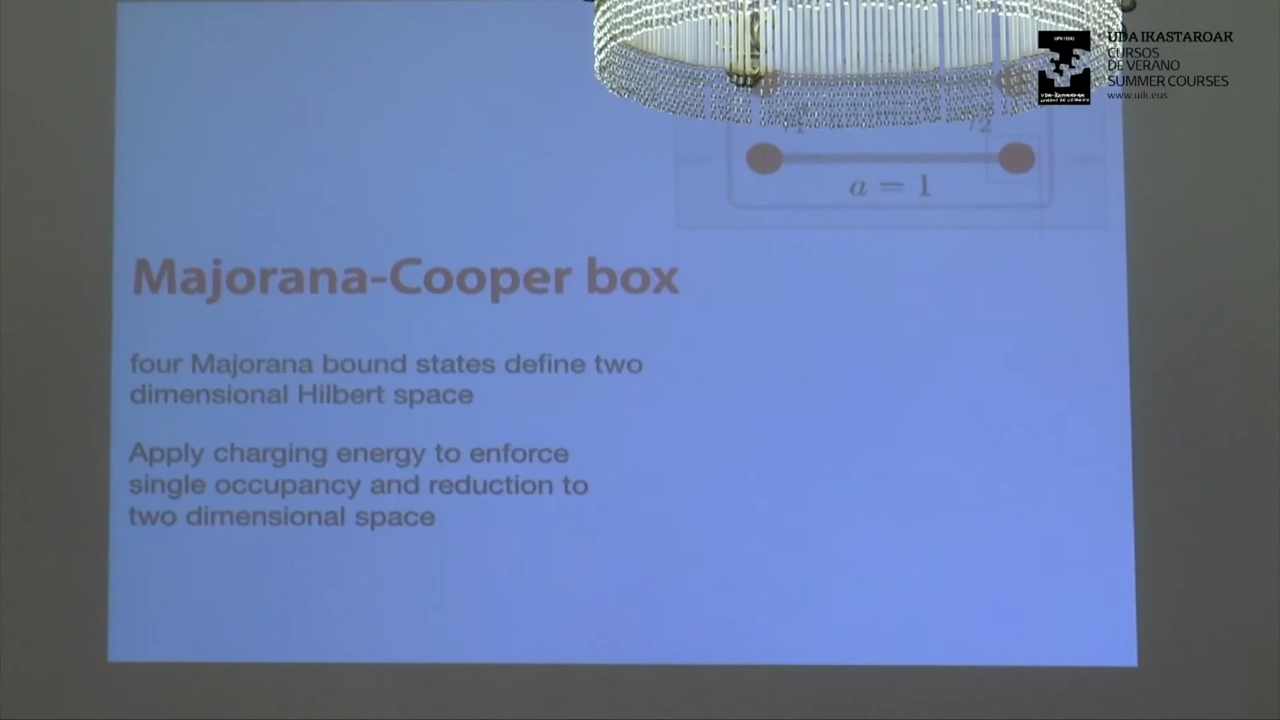 UDA IKASTAROAK
CURSOS
DE VERANO
SUMMER COURSES
www.uik.eus
a = 1
Majorana-Cooper box
four Majorana bound states define two
dimensional Hilbert space
Apply charging energy to enforce
single occupancy and reduction to
two dimensional space